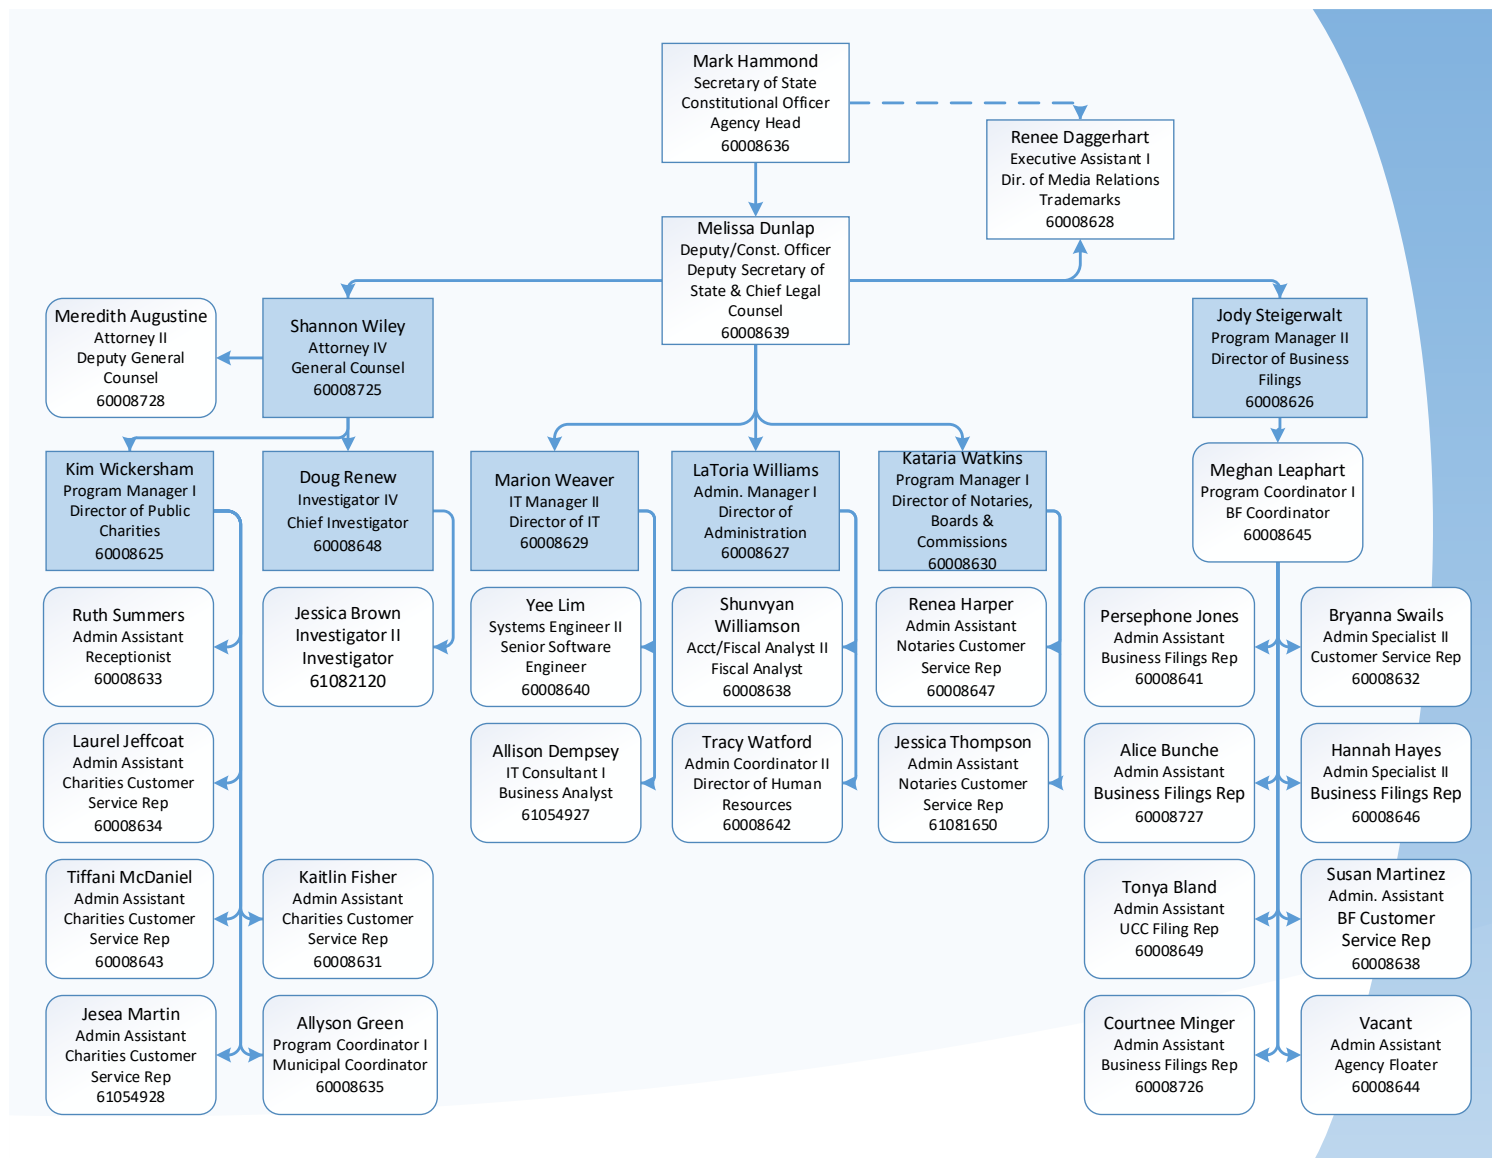 Mark Hammond
Secretary of State
Constitutional Officer
Agency Head
60008636
Renee Daggerhart
Executive Assistant I
Dir. of Media Relations
Trademarks
60008628
Melissa Dunlap
Deputy/Const. Officer
Deputy Secretary of
State & Chief Legal
Counsel
60008639
Meredith Augustine
Attorney II
Deputy General
Counsel
60008728
Shannon Wiley
Attorney IV
General Counsel
60008725
Jody Steigerwalt
Program Manager II
Director of Business
Filings
60008626
Kim Wickersham
Program Manager I
Director of Public
Charities
60008625
Doug Renew
Investigator IV
Chief Investigator
60008648
Marion Weaver
IT Manager II
Director of IT
60008629
LaToria Williams
Admin. Manager I
Director of
Administration
60008627
Kataria Watkins
Program Manager I
Director of Notaries,
Boards &
Commissions
60008630
Meghan Leaphart
Program Coordinator I
BF Coordinator
60008645
Ruth Summers
Admin Assistant
Receptionist
60008633
Jessica Brown
Investigator II
Investigator
61082120
Yee Lim
Systems Engineer II
Senior Software
Engineer
60008640
Shunvyan
Williamson
Acct/Fiscal Analyst II
Fiscal Analyst
60008638
Renea Harper
Admin Assistant
Notaries Customer
Service Rep
60008647
Persephone Jones
Admin Assistant
Business Filings Rep
60008641
Bryanna Swails
Admin Specialist II
Customer Service Rep
60008632
Laurel Jeffcoat
Admin Assistant
Charities Customer
Service Rep
60008634
Allison Dempsey
IT Consultant I
Business Analyst
61054927
Tracy Watford
Admin Coordinator II
Director of Human
Resources
60008642
Jessica Thompson
Admin Assistant
Notaries Customer
Service Rep
61081650
Alice Bunche
Admin Assistant
Business Filings Rep
60008727
Hannah Hayes
Admin Specialist II
Business Filings Rep
60008646
Tiffani McDaniel
Admin Assistant
Charities Customer
Service Rep
60008643
Kaitlin Fisher
Admin Assistant
Charities Customer
Service Rep
60008631
Tonya Bland
Admin Assistant
UCC Filing Rep
60008649
Susan Martinez
Admin. Assistant
BF Customer
Service Rep
60008638
Jesea Martin
Admin Assistant
Charities Customer
Service Rep
61054928
Allyson Green
Program Coordinator I
Municipal Coordinator
60008635
Courtnee Minger
Admin Assistant
Business Filings Rep
60008726
Vacant
Admin Assistant
Agency Floater
60008644